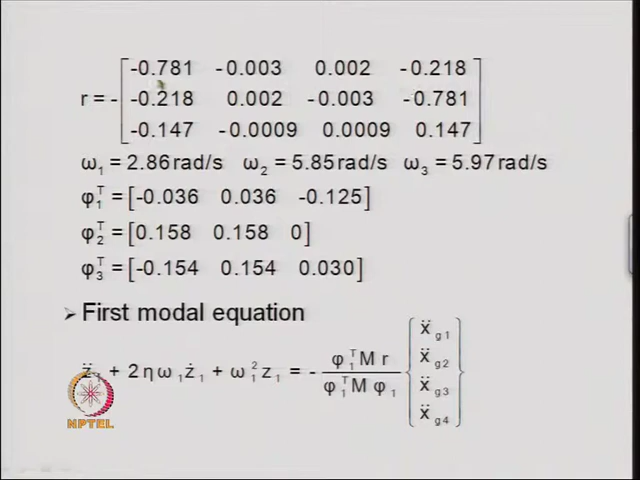 r = - [ -0.781 -0.003 0.002 -0.218
-0.218 0.002 -0.003 -0.781
-0.147 -0.0009 0.0009 0.147 ]
ω₁ = 2.86 rad/s ω₂ = 5.85 rad/s ω₃ = 5.97 rad/s
φ₁ᵀ = [-0.036 0.036 -0.125]
φ₂ᵀ = [0.158 0.158 0]
φ₃ᵀ = [-0.154 0.154 0.030]
➤ First modal equation
z̈₁ + 2ηω₁ż₁ + ω₁²z₁ = - (φ₁ᵀM r / φ₁ᵀM φ₁) { ẍg1 ẍg2 ẍg3 ẍg4 }
NPTEL